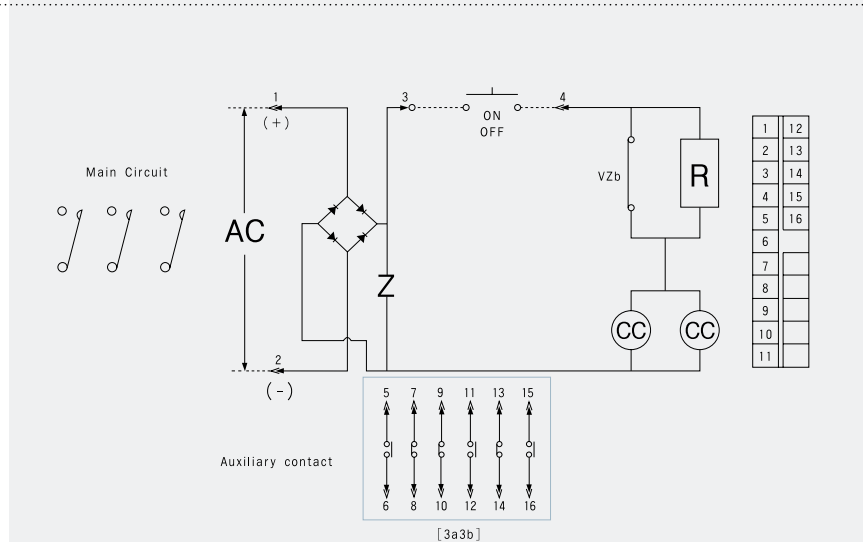 1
(+)
3
4
ON
OFF
Main Circuit
AC
VZb
R
Z
CC CC
2
(-)
1 12
2 13
3 14
4 15
5 16
6
7
8
9
10
11
5 7 9 11 13 15
Auxiliary contact
6 8 10 12 14 16
[3a3b]